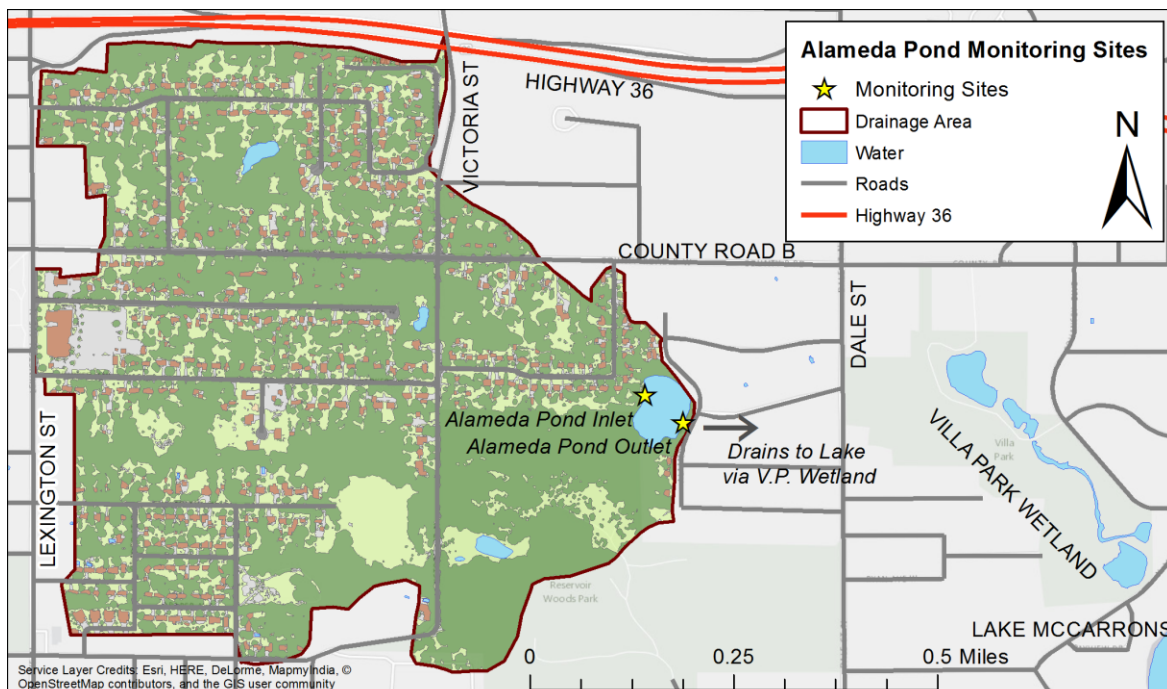 Alameda Pond Monitoring Sites
Monitoring Sites
Drainage Area
Water
Roads
Highway 36
N
HIGHWAY 36
VICTORIA ST
COUNTY ROAD B
DALE ST
LEXINGTON ST
Alameda Pond Inlet
Alameda Pond Outlet
Drains to Lake
via V.P. Wetland
Villa
Park
VILLA PARK WETLAND
Reservoir
Woods Park
LAKE MCCARRONS
0 0.25 0.5 Miles
Service Layer Credits: Esri, HERE, DeLorme, MapmyIndia, ©
OpenStreetMap contributors, and the GIS user community